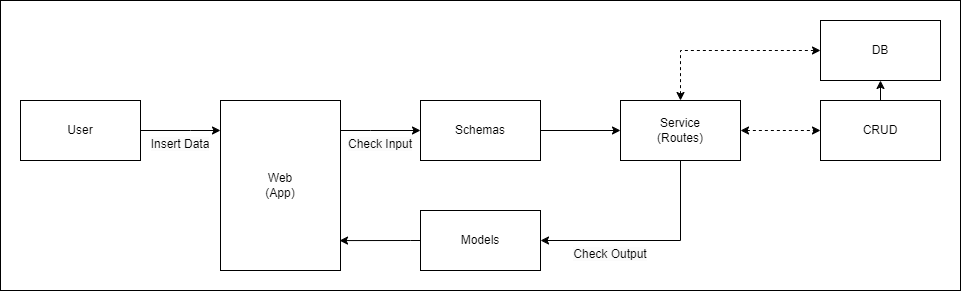 DB
User
Insert Data
Web
(App)
Check Input
Schemas
Service
(Routes)
CRUD
Models
Check Output